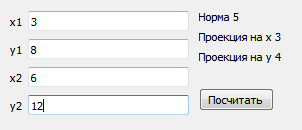 x1 3
Норма 5
Проекция на x 3
y1 8
Проекция на y 4
x2 6
y2 12
Посчитать